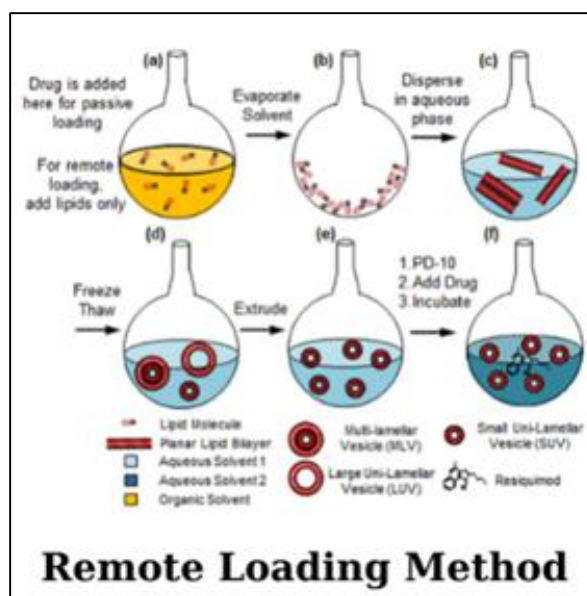 (a)
Drug is added
here for passive
loading
For remote
loading,
add lipids only
Evaporate
Solvent
(b)
Disperse
in aqueous
phase
(c)
Freeze
Thaw
(d)
Extrude
(e)
1. PD-10
2. Add Drug
3. Incubate
(f)
Lipid Molecule
Planar Lipid Bilayer
Aqueous Solvent 1
Aqueous Solvent 2
Organic Solvent
Multi-lamellar
Vesicle (MLV)
Large Uni-Lamellar
Vesicle (LUV)
Small Uni-Lamellar
Vesicle (SUV)
Resiquimod
Remote Loading Method